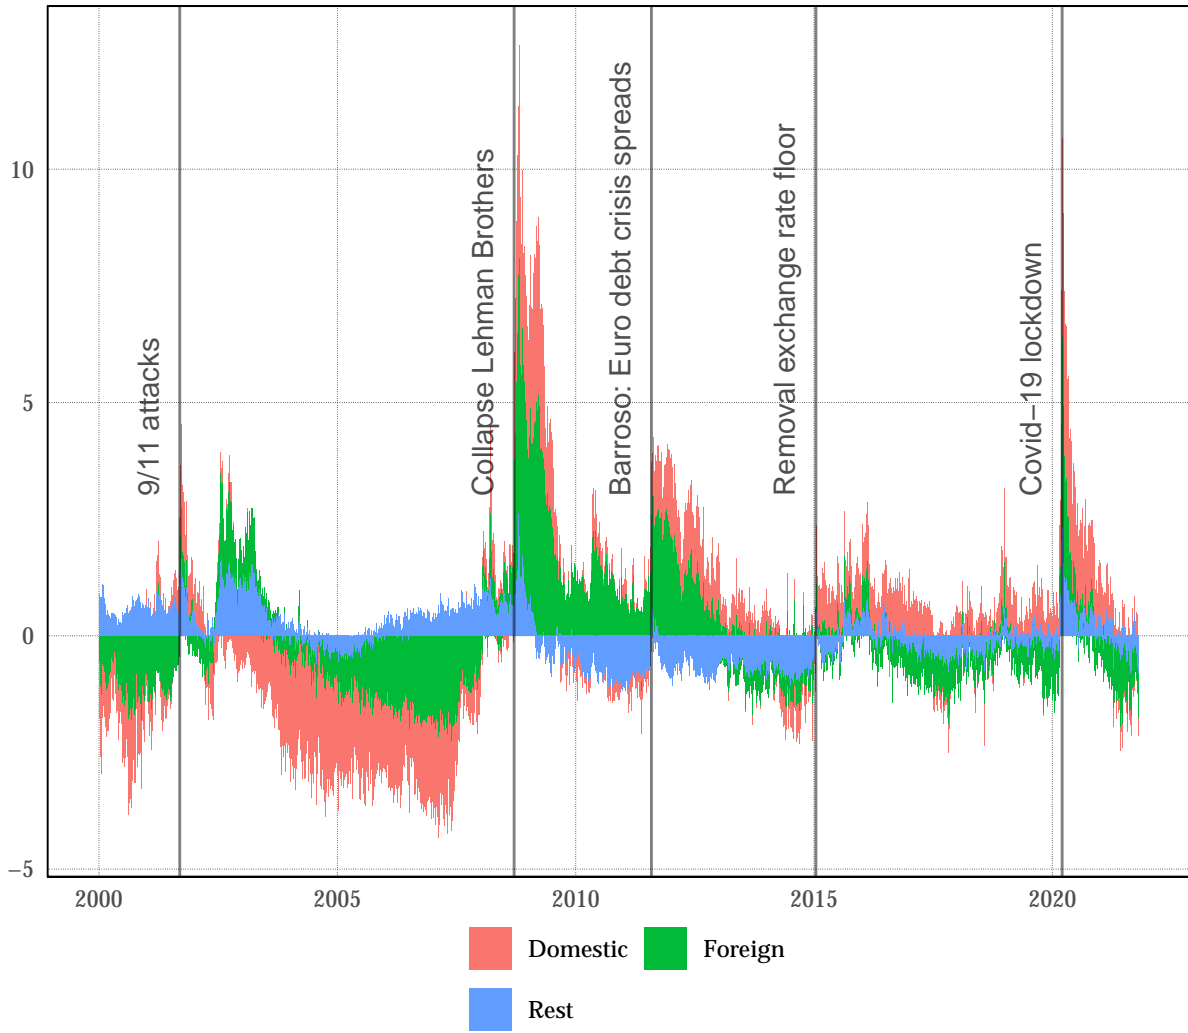 10
5
0
−5
9/11 attacks
Collapse Lehman Brothers
Barroso: Euro debt crisis spreads
Removal exchange rate floor
Covid−19 lockdown
2000
2005
2010
2015
2020
Domestic
Foreign
Rest